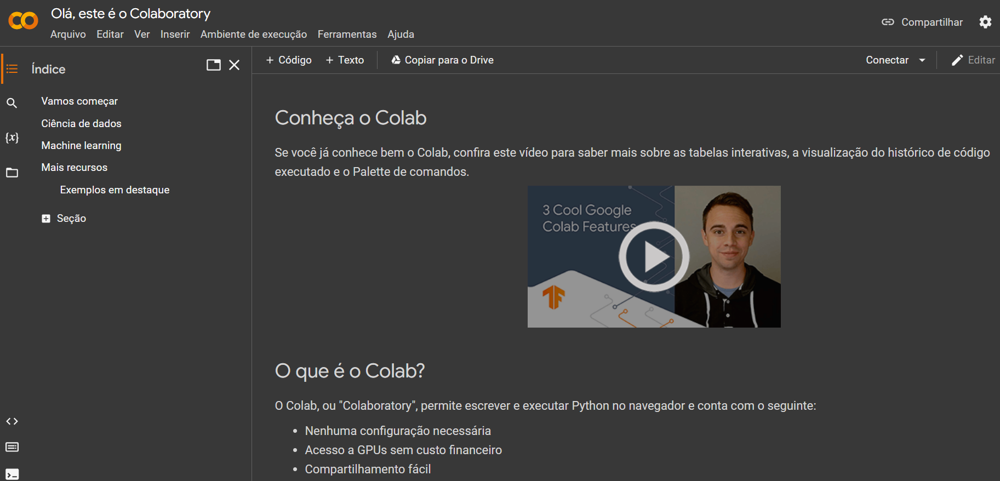 Olá, este é o Colaboratory
Arquivo Editar Ver Inserir Ambiente de execução Ferramentas Ajuda
Compartilhar
Índice
Vamos começar
Ciência de dados
Machine learning
Mais recursos
Exemplos em destaque
Seção
{x}
+ Código + Texto Copiar para o Drive
Conectar Editar
Conheça o Colab
Se você já conhece bem o Colab, confira este vídeo para saber mais sobre as tabelas interativas, a visualização do histórico de código
executado e o Palette de comandos.
3 Cool Google
Colab Features
O que é o Colab?
O Colab, ou "Colaboratory", permite escrever e executar Python no navegador e conta com o seguinte:
• Nenhuma configuração necessária
• Acesso a GPUs sem custo financeiro
• Compartilhamento fácil